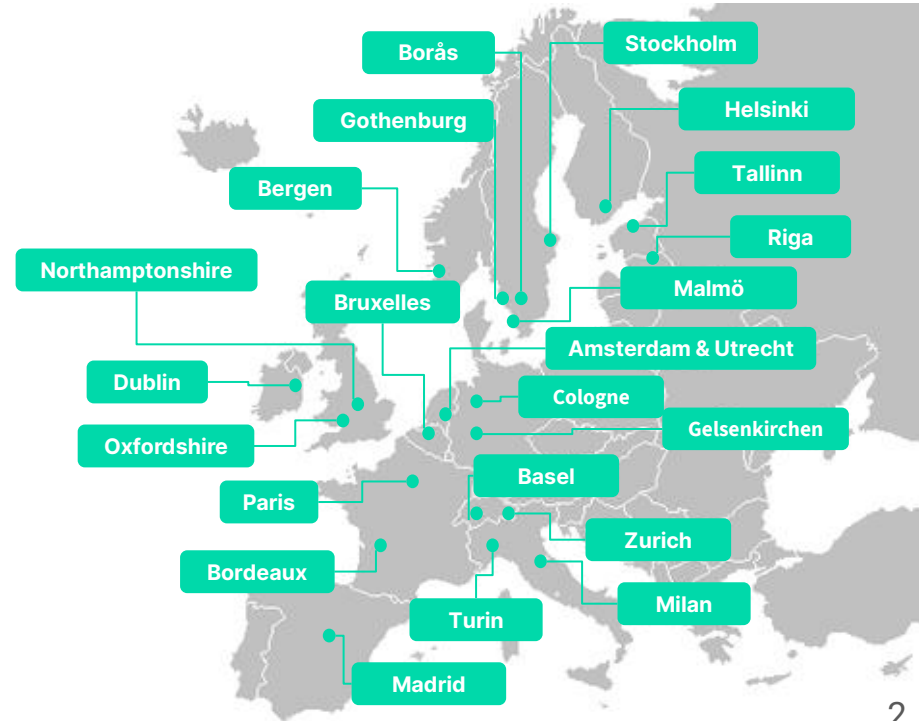 Stockholm
Borås
Helsinki
Gothenburg
Tallinn
Bergen
Riga
Northamptonshire
Malmö
Bruxelles
Amsterdam & Utrecht
Dublin
Cologne
Gelsenkirchen
Oxfordshire
Basel
Paris
Zurich
Bordeaux
Milan
Turin
Madrid
2